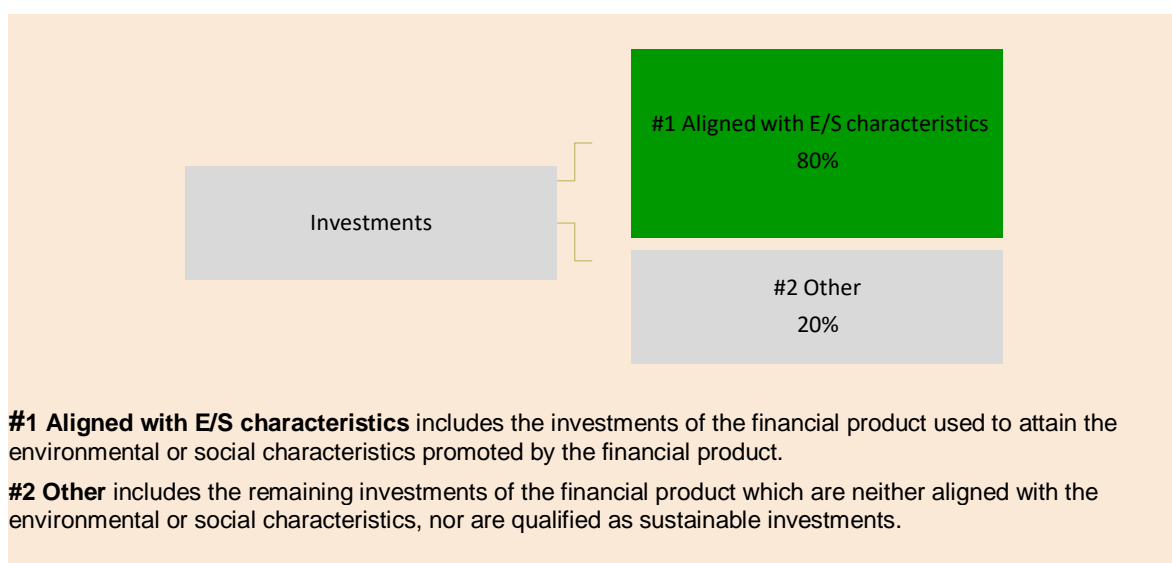 #1 Aligned with E/S characteristics
80%
Investments
#2 Other
20%
#1 Aligned with E/S characteristics includes the investments of the financial product used to attain the
environmental or social characteristics promoted by the financial product.
#2 Other includes the remaining investments of the financial product which are neither aligned with the
environmental or social characteristics, nor are qualified as sustainable investments.